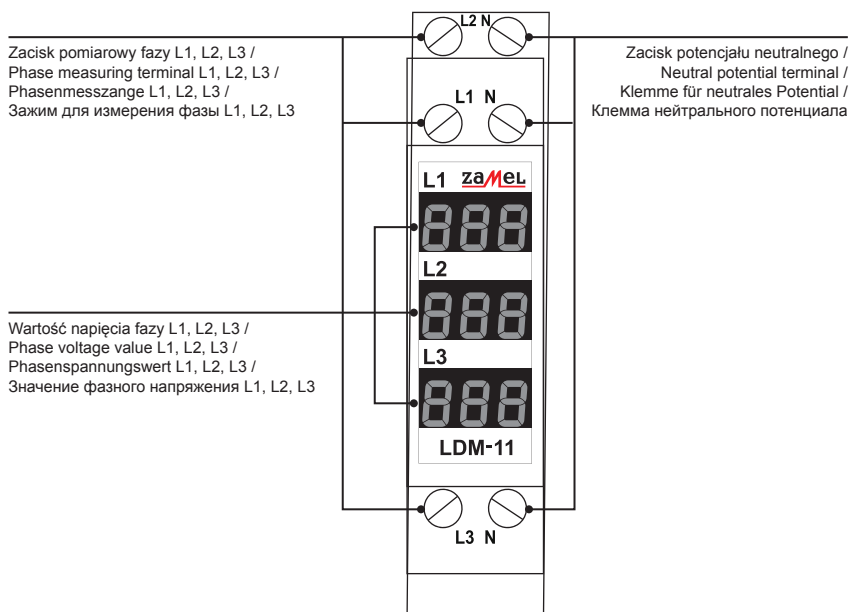 L2 N
Zacisk pomiarowy fazy L1, L2, L3 /
Phase measuring terminal L1, L2, L3 /
Phasenmesszange L1, L2, L3 /
Зажим для измерения фазы L1, L2, L3
Zacisk potencjału neutralnego /
Neutral potential terminal /
Klemme für neutrales Potential /
Клемма нейтрального потенциала
L1 N
L1 zaMeL
888
L2
888
L3
888
LDM-11
Wartość napięcia fazy L1, L2, L3 /
Phase voltage value L1, L2, L3 /
Phasenspannungswert L1, L2, L3 /
Значение фазного напряжения L1, L2, L3
L3 N